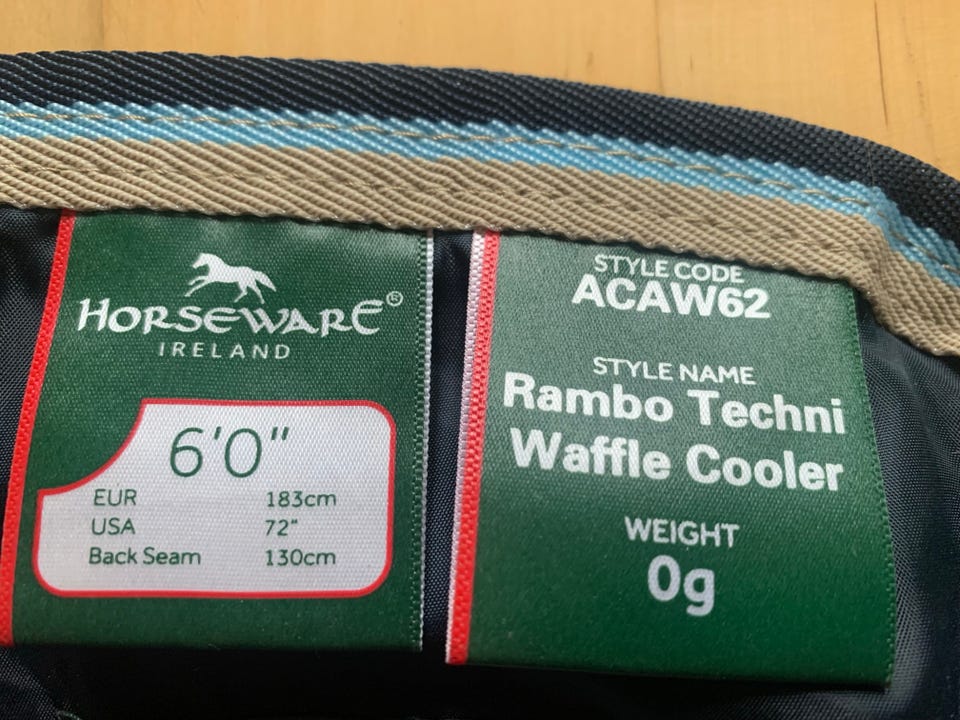 HORSEWARE®
IRELAND
6'0"
EUR 183cm
USA 72"
Back Seam 130cm
STYLE CODE
ACAW62
STYLE NAME
Rambo Techni
Waffle Cooler
WEIGHT
0g